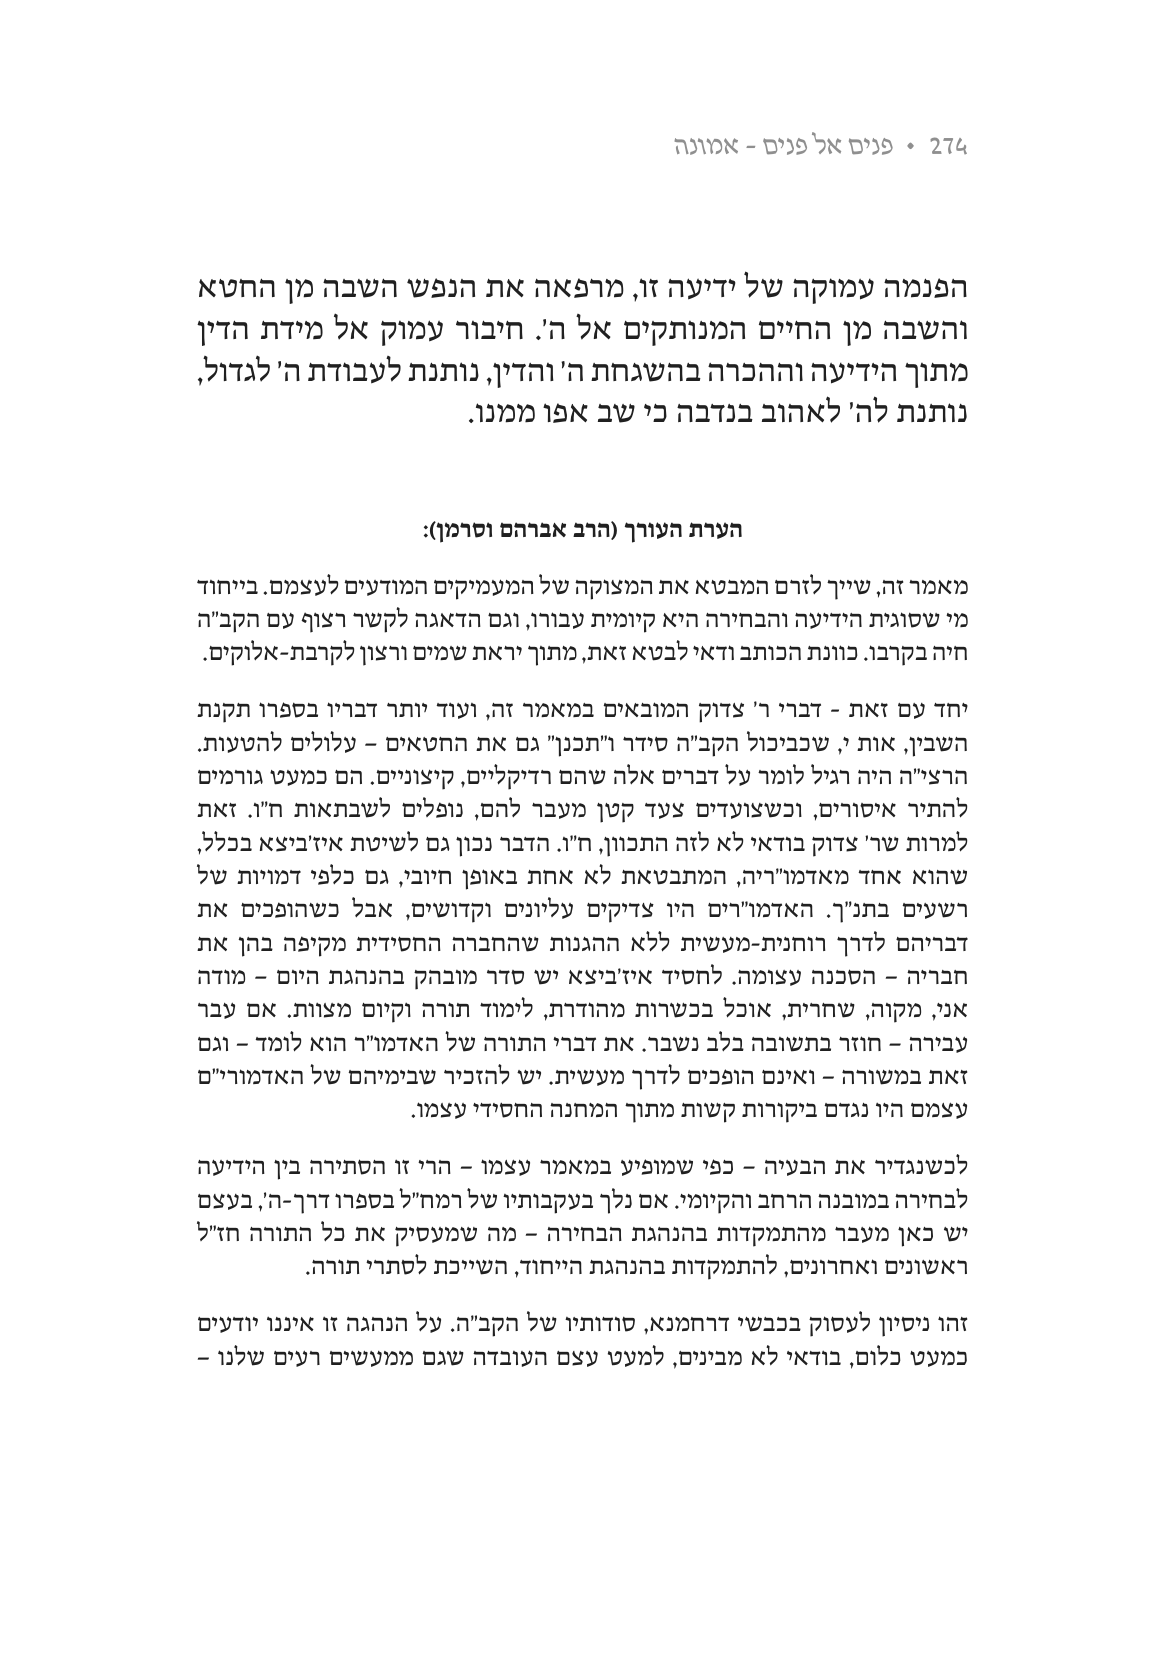 274 • פנים אל פנים - אמונה
הפנמה עמוקה של ידיעה זו, מרפאה את הנפש השבה מן החטא
והשבה מן החיים המנותקים אל ה'. חיבור עמוק אל מידת הדין
מתוך הידיעה וההכרה בהשגחת ה' והדין, נותנת לעבודת ה' לגדול,
נותנת לה' לאהוב בנדבה כי שב אפו ממנו.
הערת העורך (הרב אברהם וסרמן):
מאמר זה, שייך לזרם המבטא את המצוקה של המעמיקים המודעים לעצמם. בייחוד
מי שסוגית הידיעה והבחירה היא קיומית עבורו, וגם הדאגה לקשר רצוף עם הקב"ה
חיה בקרבו. כוונת הכותב ודאי לבטא זאת, מתוך יראת שמים ורצון לקרבת-אלוקים.
יחד עם זאת - דברי ר' צדוק המובאים במאמר זה, ועוד יותר דבריו בספרו תקנת
השבין, אות י, שכביכול הקב"ה סידר ו"תכנן" גם את החטאים – עלולים להטעות.
הרצי"ה היה רגיל לומר על דברים אלה שהם רדיקליים, קיצוניים. הם כמעט גורמים
להתיר איסורים, וכשצועדים צעד קטן מעבר להם, נופלים לשבתאות ח"ו. זאת
למרות שר' צדוק בודאי לא לזה התכוון, ח"ו. הדבר נכון גם לשיטת איז'ביצא בכלל,
שהוא אחד מאדמו"ריה, המתבטאת לא אחת באופן חיובי, גם כלפי דמויות של
רשעים בתנ"ך. האדמו"רים היו צדיקים עליונים וקדושים, אבל כשהופכים את
דבריהם לדרך רוחנית-מעשית ללא ההגנות שהחברה החסידית מקיפה בהן את
חבריה – הסכנה עצומה. לחסיד איז'ביצא יש סדר מובהק בהנהגת היום – מודה
אני, מקוה, שחרית, אוכל בכשרות מהודרת, לימוד תורה וקיום מצוות. אם עבר
עבירה – חוזר בתשובה בלב נשבר. את דברי התורה של האדמו"ר הוא לומד – וגם
זאת במשורה – ואינם הופכים לדרך מעשית. יש להזכיר שבימיהם של האדמורי"ם
עצמם היו נגדם ביקורות קשות מתוך המחנה החסידי עצמו.
לכשנגדיר את הבעיה – כפי שמופיע במאמר עצמו – הרי זו הסתירה בין הידיעה
לבחירה במובנה הרחב והקיומי. אם נלך בעקבותיו של רמח"ל בספרו דרך-ה', בעצם
יש כאן מעבר מהתמקדות בהנהגת הבחירה – מה שמעסיק את כל התורה חז"ל
ראשונים ואחרונים, להתמקדות בהנהגת הייחוד, השייכת לסתרי תורה.
זהו ניסיון לעסוק בכבשי דרחמנא, סודותיו של הקב"ה. על הנהגה זו איננו יודעים
כמעט כלום, בודאי לא מבינים, למעט עצם העובדה שגם ממעשים רעים שלנו –